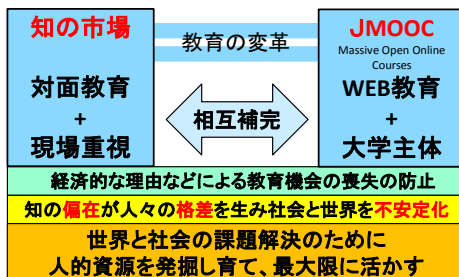 知の市場
対面教育
+
現場重視
教育の変革
相互補完
JMOOC
Massive Open Online
Courses
WEB教育
+
大学主体
経済的な理由などによる教育機会の喪失の防止
知の偏在が人々の格差を生み社会と世界を不安定化
世界と社会の課題解決のために
人的資源を発掘し育て、最大限に活かす